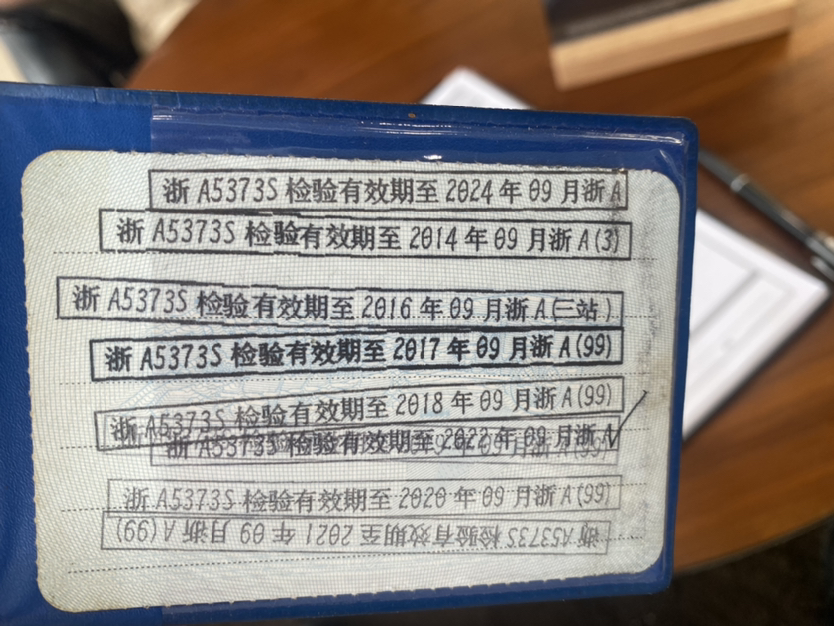 浙 A5373S 检验有效期至 2024 年 09 月浙 A
浙 A5373S 检验有效期至 2014 年 09 月浙 A(3)
浙 A5373S 检验有效期至 2016 年 09 月浙 A(三站)
浙 A5373S 检验有效期至 2017 年 09 月浙 A(99)
浙 A5373S 检验有效期至 2018 年 09 月浙 A(99)
浙 A5373S 检验有效期至 2022 年 09 月浙 A
浙 A5373S 检验有效期至 2020 年 09 月浙 A(99)
浙 A5373S 检验有效期至 2021 年 09 月浙 A(99)